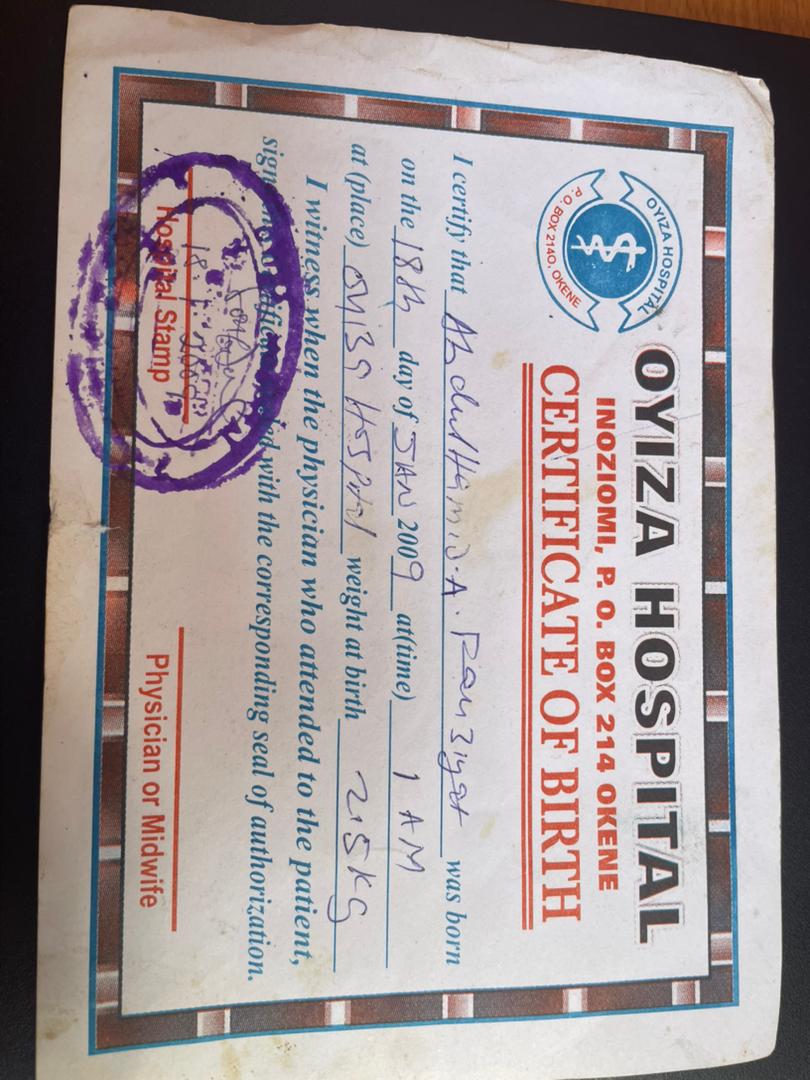 OYIZA HOSPITAL
INOZIOMI, P. O. BOX 214 OKENE
OYIZA HOSPITAL
P. O. BOX 2140, OKENE
CERTIFICATE OF BIRTH
I certify that AbdulHamid. A. Rauziyat was born
on the 18th day of JAN 2009 at(time) 1 AM
at (place) OYIZA Hospital weight at birth 2.5KG
I witness when the physician who attended to the patient,
with the corresponding seal of authorization.
Hospital Stamp
Physician or Midwife